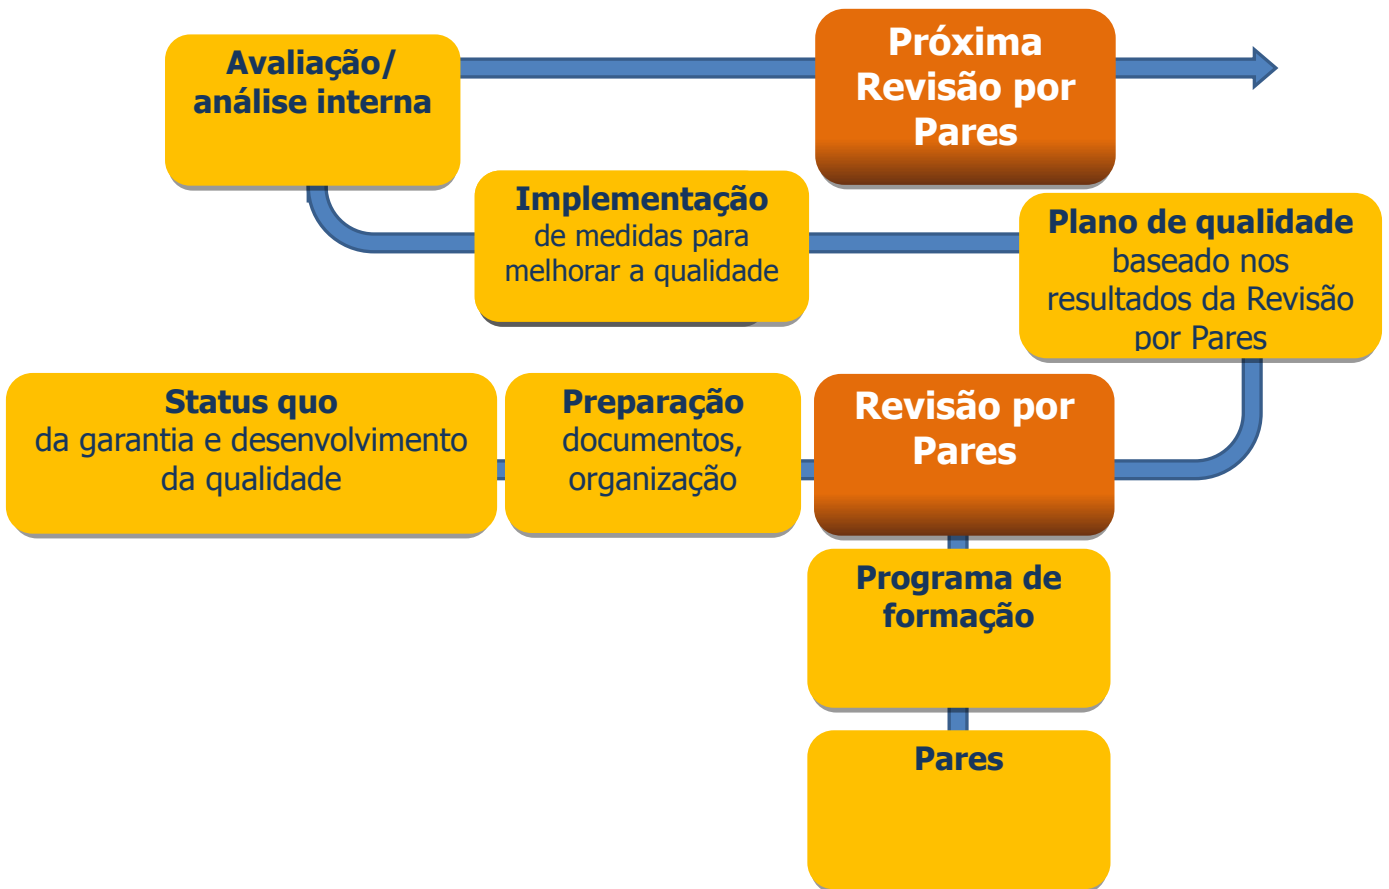 Avaliação/
análise interna
Próxima
Revisão por
Pares
Implementação
de medidas para
melhorar a qualidade
Plano de qualidade
baseado nos
resultados da Revisão
por Pares
Status quo
da garantia e desenvolvimento
da qualidade
Preparação
documentos,
organização
Revisão por
Pares
Programa de
formação
Pares